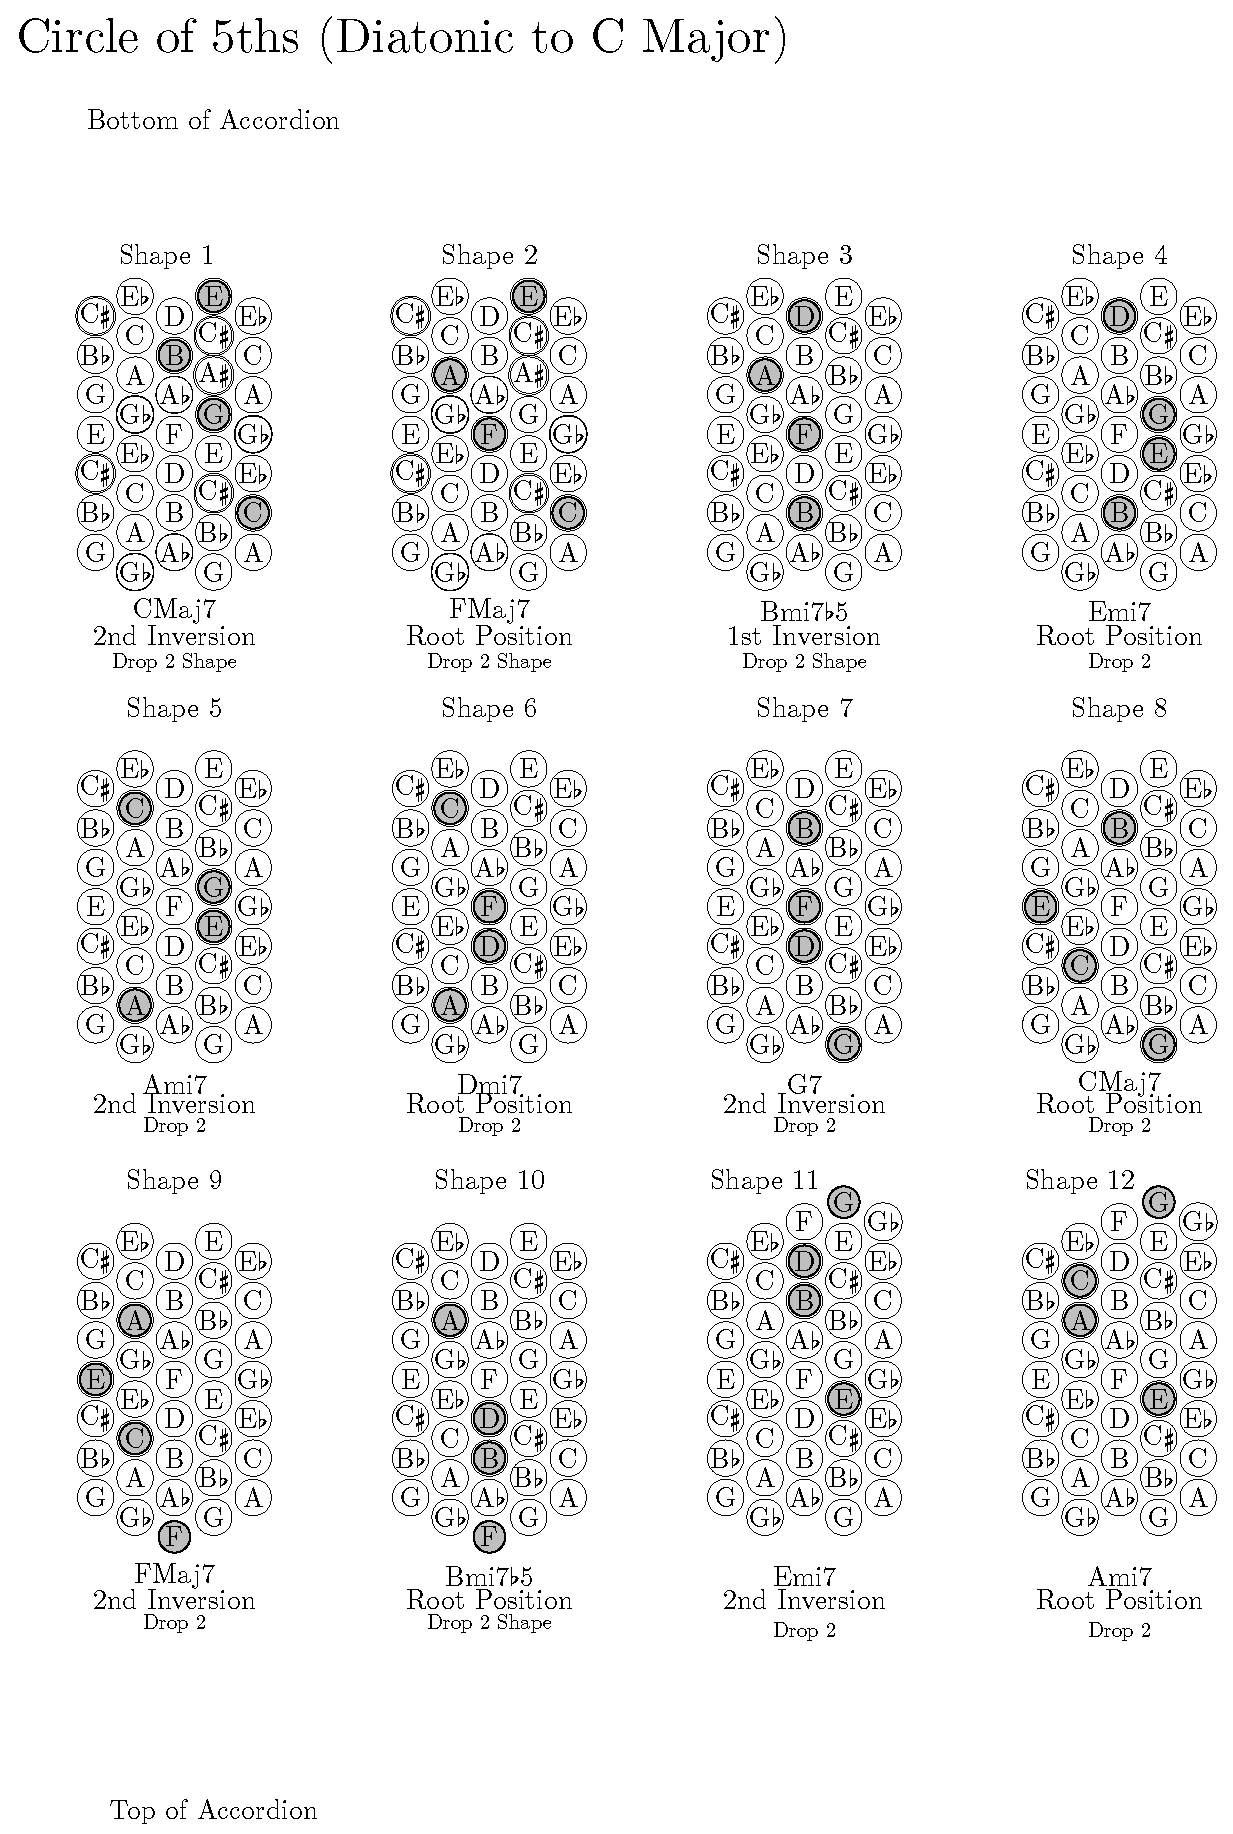 Circle of 5ths (Diatonic to C Major)
Bottom of Accordion
Shape 1
E♭ E
C♯ D E♭
C C♯
B♭ B C
A A♯
G A♭ A
G♭ G
E F G♭
E♭ E
C♯ D E♭
C C♯
B♭ B C
A B♭
G A♭ A
G♭ G
CMaj7
2nd Inversion
Drop 2 Shape
Shape 2
E♭ E
C♯ D E♭
C C♯
B♭ B C
A A♯
G A♭ A
G♭ G
E F G♭
E♭ E
C♯ D E♭
C C♯
B♭ B C
A B♭
G A♭ A
G♭ G
FMaj7
Root Position
Drop 2 Shape
Shape 3
E♭ E
C♯ D E♭
C C♯
B♭ B C
A B♭
G A♭ A
G♭ G
E F G♭
E♭ E
C♯ D E♭
C C♯
B♭ B C
A B♭
G A♭ A
G♭ G
Bmi7♭5
1st Inversion
Drop 2 Shape
Shape 4
E♭ E
C♯ D E♭
C C♯
B♭ B C
A B♭
G A♭ A
G♭ G
E F G♭
E♭ E
C♯ D E♭
C C♯
B♭ B C
A B♭
G A♭ A
G♭ G
Emi7
Root Position
Drop 2
Shape 5
E♭ E
C♯ D E♭
C C♯
B♭ B C
A B♭
G A♭ A
G♭ G
E F G♭
E♭ E
C♯ D E♭
C C♯
B♭ B C
A B♭
G A♭ A
G♭ G
Ami7
2nd Inversion
Drop 2
Shape 6
E♭ E
C♯ D E♭
C C♯
B♭ B C
A B♭
G A♭ A
G♭ G
E F G♭
E♭ E
C♯ D E♭
C C♯
B♭ B C
A B♭
G A♭ A
G♭ G
Dmi7
Root Position
Drop 2
Shape 7
E♭ E
C♯ D E♭
C C♯
B♭ B C
A B♭
G A♭ A
G♭ G
E F G♭
E♭ E
C♯ D E♭
C C♯
B♭ B C
A B♭
G A♭ A
G♭ G
G7
2nd Inversion
Drop 2
Shape 8
E♭ E
C♯ D E♭
C C♯
B♭ B C
A B♭
G A♭ A
G♭ G
E F G♭
E♭ E
C♯ D E♭
C C♯
B♭ B C
A B♭
G A♭ A
G♭ G
CMaj7
Root Position
Drop 2
Shape 9
E♭ E
C♯ D E♭
C C♯
B♭ B C
A B♭
G A♭ A
G♭ G
E F G♭
E♭ E
C♯ D E♭
C C♯
B♭ B C
A B♭
G A♭ A
G♭ G
F
FMaj7
2nd Inversion
Drop 2
Shape 10
E♭ E
C♯ D E♭
C C♯
B♭ B C
A B♭
G A♭ A
G♭ G
E F G♭
E♭ E
C♯ D E♭
C C♯
B♭ B C
A B♭
G A♭ A
G♭ G
F
Bmi7♭5
Root Position
Drop 2 Shape
Shape 11
G
F G♭
E♭ E
C♯ D E♭
C C♯
B♭ B C
A B♭
G A♭ A
G♭ G
E F G♭
E♭ E
C♯ D E♭
C C♯
B♭ B C
A B♭
G A♭ A
G♭ G
Emi7
2nd Inversion
Drop 2
Shape 12
G
F G♭
E♭ E
C♯ D E♭
C C♯
B♭ B C
A B♭
G A♭ A
G♭ G
E F G♭
E♭ E
C♯ D E♭
C C♯
B♭ B C
A B♭
G A♭ A
G♭ G
Ami7
Root Position
Drop 2
Top of Accordion